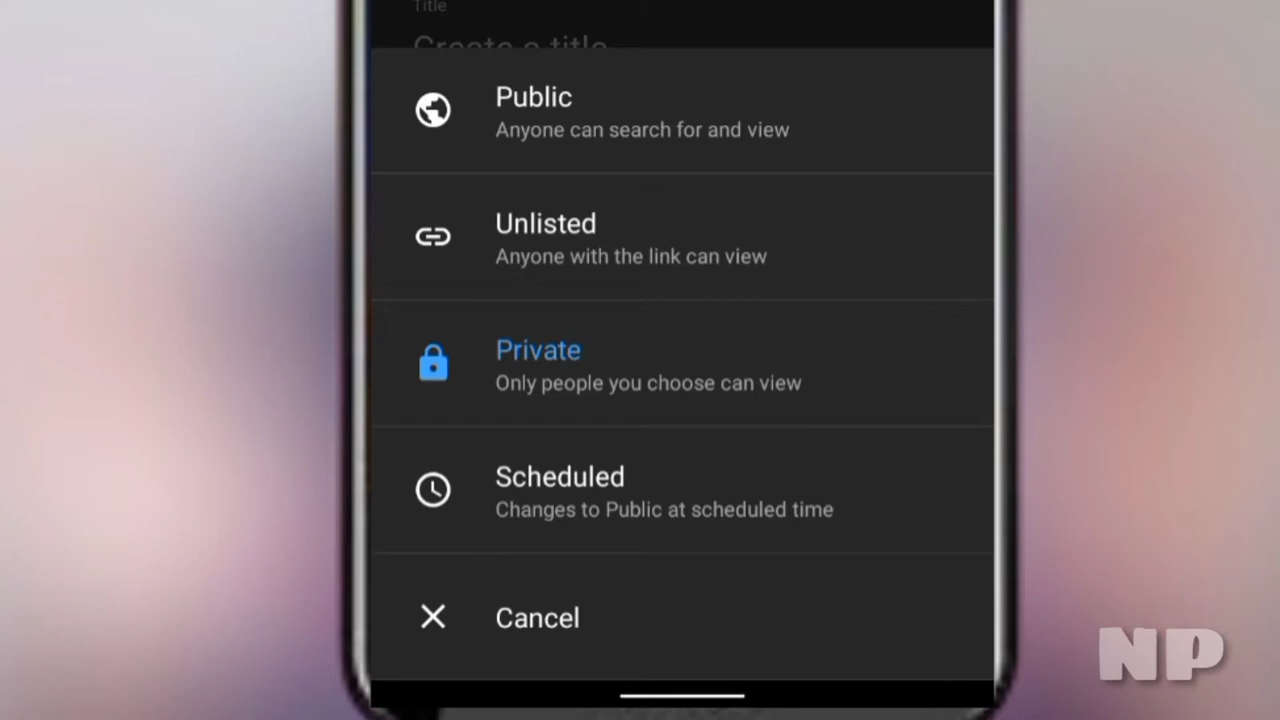 Title
Create a title
Public
Anyone can search for and view
Unlisted
Anyone with the link can view
Private
Only people you choose can view
Scheduled
Changes to Public at scheduled time
Cancel
NP